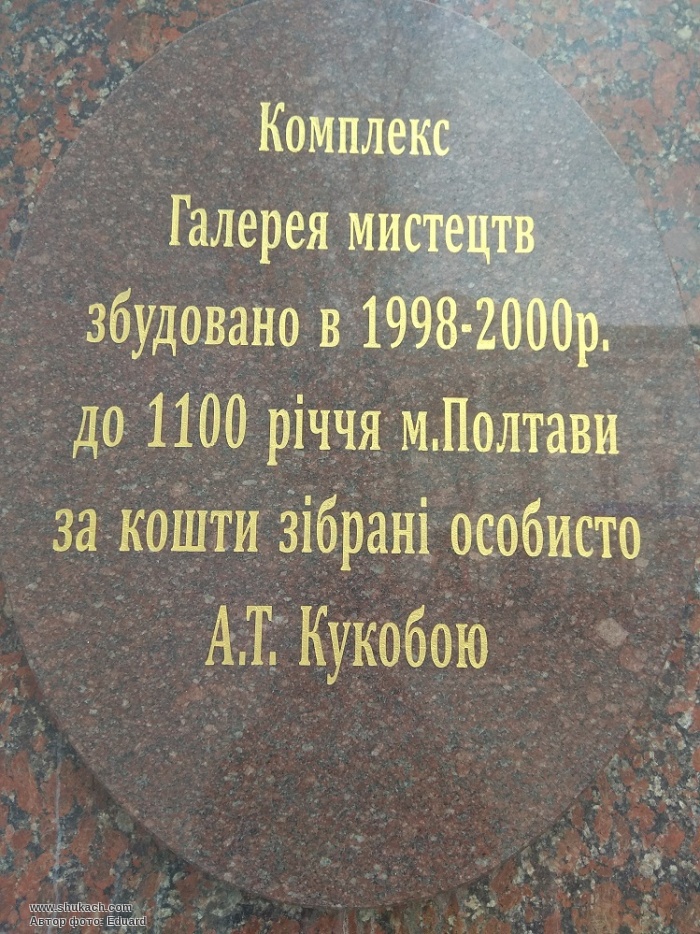 Комплекс
Галерея мистецтв
збудовано в 1998-2000р.
до 1100 річчя м.Полтави
за кошти зібрані особисто
А.Т. Кукобою
www.shukach.com
Автор фото: Eduard